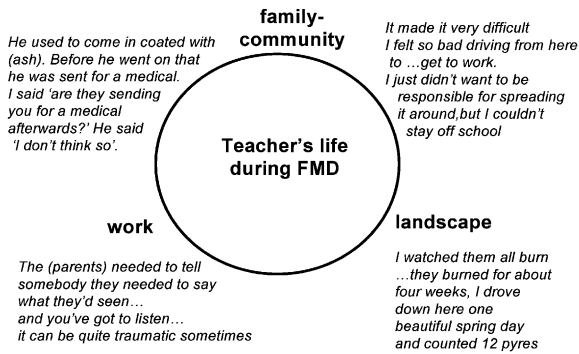 family-
community
He used to come in coated with
(ash). Before he went on that
he was sent for a medical.
I said ‘are they sending
you for a medical
afterwards?’ He said
‘I don’t think so’.
It made it very difficult
I felt so bad driving from here
to …get to work.
I just didn’t want to be
responsible for spreading
it around,but I couldn’t
stay off school
Teacher’s life
during FMD
work
The (parents) needed to tell
somebody they needed to say
what they’d seen…
and you’ve got to listen…
it can be quite traumatic sometimes
landscape
I watched them all burn
…they burned for about
four weeks, I drove
down here one
beautiful spring day
and counted 12 pyres